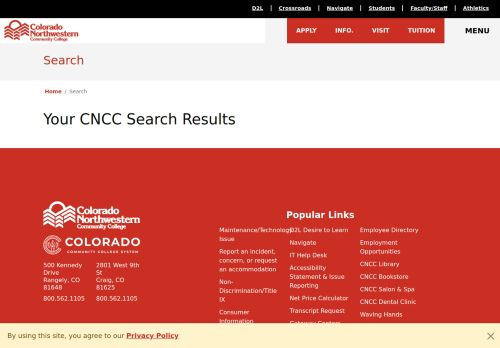 D2L | Crossroads | Navigate | Students | Faculty/Staff | Athletics
Colorado
Northwestern
Community College
APPLY INFO. VISIT TUITION MENU
Search
Home / Search
Your CNCC Search Results
Colorado
Northwestern
Community College
COLORADO
COMMUNITY COLLEGE SYSTEM
500 Kennedy
Drive
Rangely, CO
81648
800.562.1105
2801 West 9th
St
Craig, CO
81625
800.562.1105
Maintenance/Technology
Issue
Report an incident,
concern, or request
an accommodation
Non-
Discrimination/Title
IX
Consumer
Information
Popular Links
D2L Desire to Learn
Navigate
IT Help Desk
Accessibility
Statement & Issue
Reporting
Net Price Calculator
Transcript Request
Gateway Centers
Employee Directory
Employment
Opportunities
CNCC Library
CNCC Bookstore
CNCC Salon & Spa
CNCC Dental Clinic
Waving Hands
By using this site, you agree to our Privacy Policy